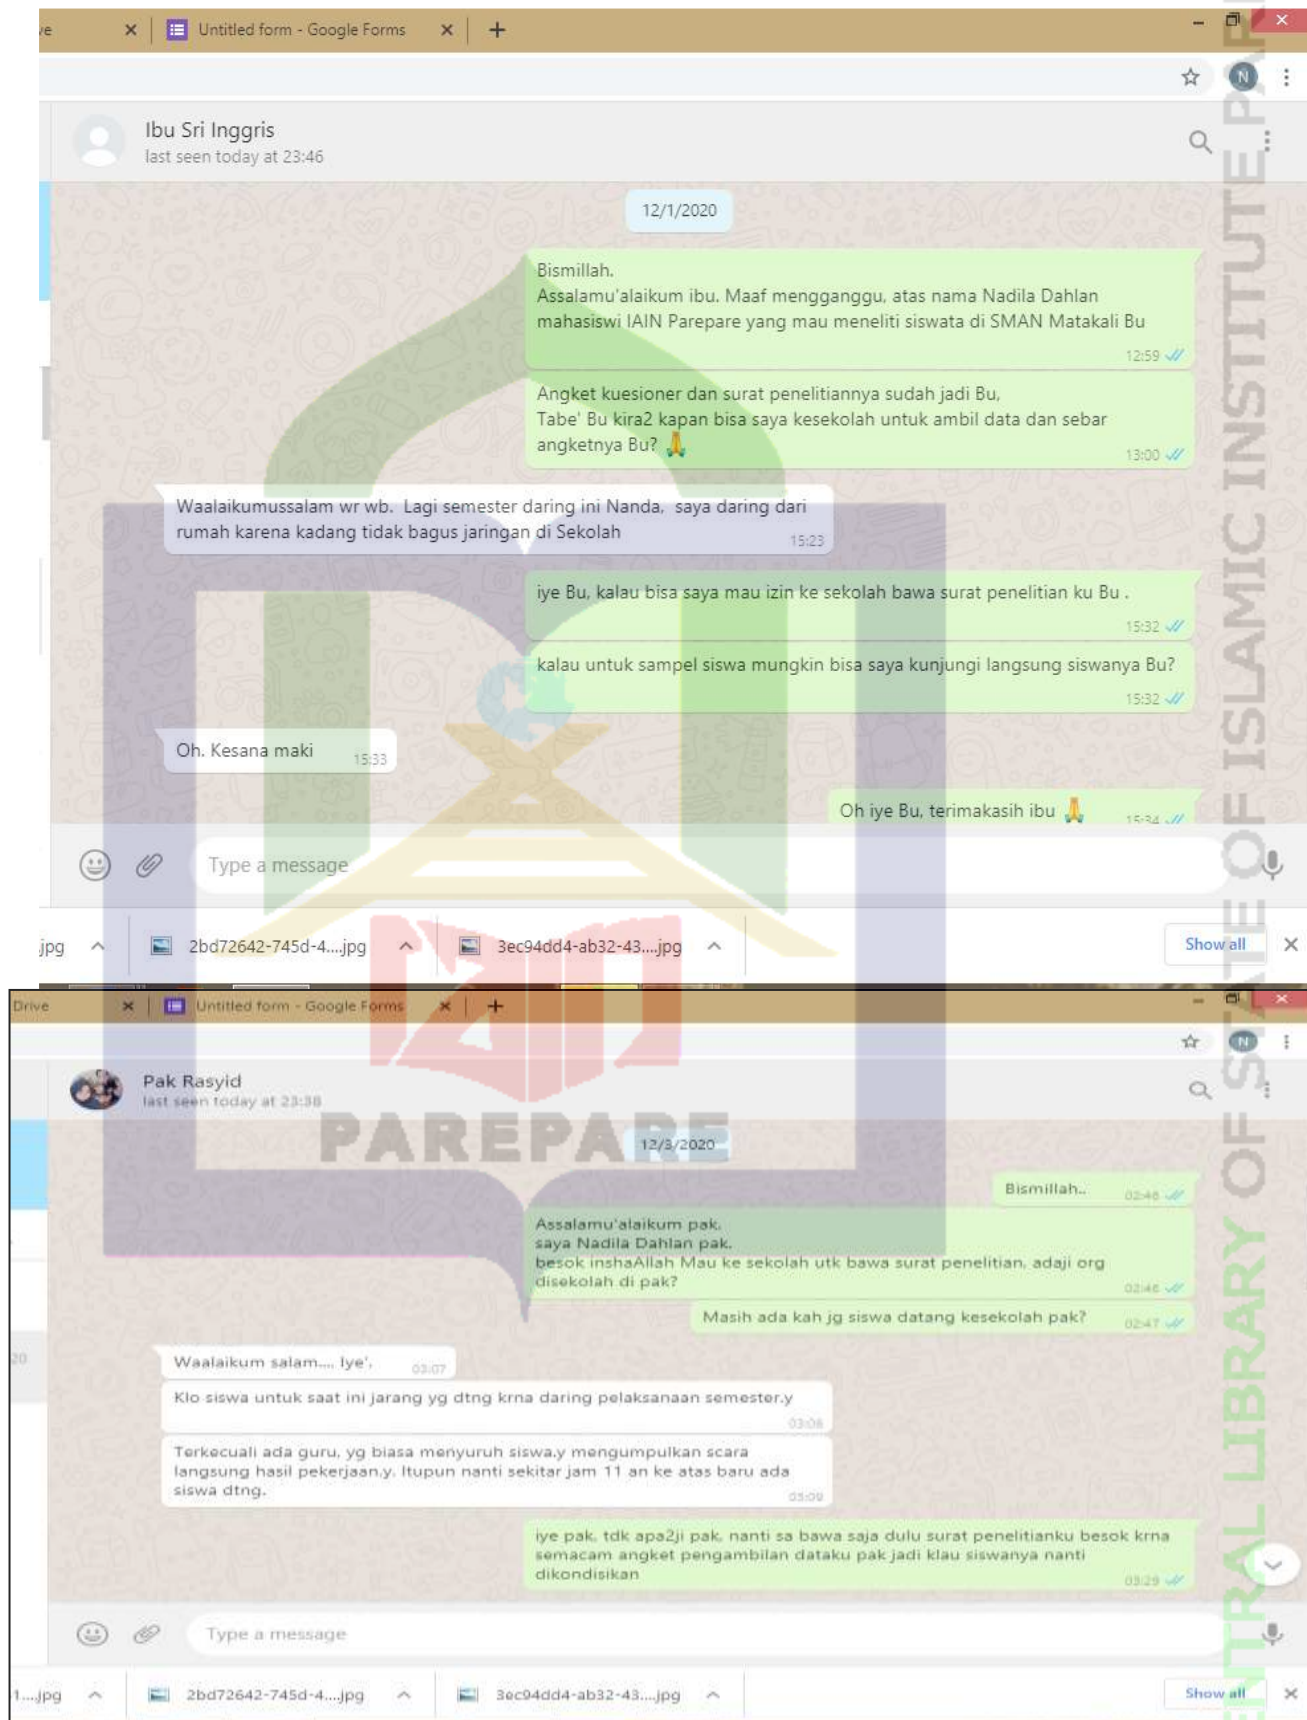 ve
Untitled form - Google Forms
N
Ibu Sri Inggris
last seen today at 23:46
12/1/2020
Bismillah.
Assalamu'alaikum ibu. Maaf mengganggu, atas nama Nadila Dahlan
mahasiswi IAIN Parepare yang mau meneliti siswata di SMAN Matakali Bu
12:59
Angket kuesioner dan surat penelitiannya sudah jadi Bu,
Tabe' Bu kira2 kapan bisa saya kesekolah untuk ambil data dan sebar
angketnya Bu? 🙏
13:00
Waalaikumussalam wr wb. Lagi semester daring ini Nanda, saya daring dari
rumah karena kadang tidak bagus jaringan di Sekolah
15:23
iye Bu, kalau bisa saya mau izin ke sekolah bawa surat penelitian ku Bu .
15:32
kalau untuk sampel siswa mungkin bisa saya kunjungi langsung siswanya Bu?
15:32
Oh. Kesana maki 15:33
Oh iye Bu, terimakasih ibu 🙏 15:34
Type a message
.jpg 2bd72642-745d-4....jpg 3ec94dd4-ab32-43....jpg Show all
Drive
Untitled form - Google Forms
N
Pak Rasyid
last seen today at 23:38
PAREPARE
12/3/2020
Bismillah.. 02:46
Assalamu'alaikum pak.
saya Nadila Dahlan pak.
besok inshaAllah Mau ke sekolah utk bawa surat penelitian, adaji org
disekolah di pak?
02:46
Masih ada kah jg siswa datang kesekolah pak? 02:47
20
Waalaikum salam.... Iye'. 03:07
Klo siswa untuk saat ini jarang yg dtng krna daring pelaksanaan semester.y
03:08
Terkecuali ada guru, yg biasa menyuruh siswa.y mengumpulkan scara
langsung hasil pekerjaan.y. Itupun nanti sekitar jam 11 an ke atas baru ada
siswa dtng.
03:09
iye pak, tdk apa2ji pak, nanti sa bawa saja dulu surat penelitianku besok krna
semacam angket pengambilan dataku pak jadi klau siswanya nanti
dikondisikan
03:29
Type a message
1....jpg 2bd72642-745d-4....jpg 3ec94dd4-ab32-43....jpg Show all
ENTRAL LIBRARY OF STATE OF ISLAMIC INSTITUTE PAR